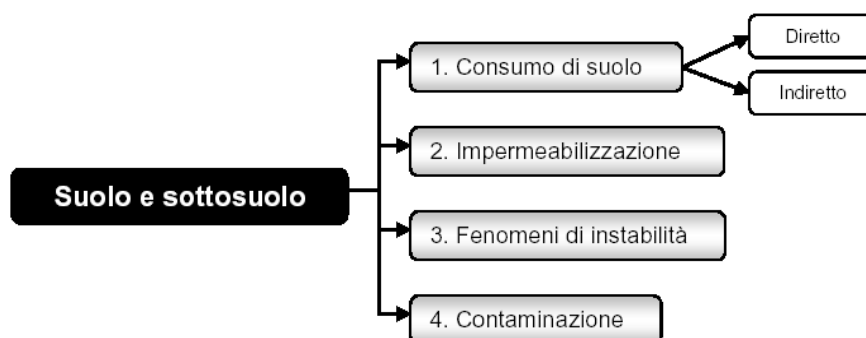 Suolo e sottosuolo
1. Consumo di suolo
Diretto
Indiretto
2. Impermeabilizzazione
3. Fenomeni di instabilità
4. Contaminazione